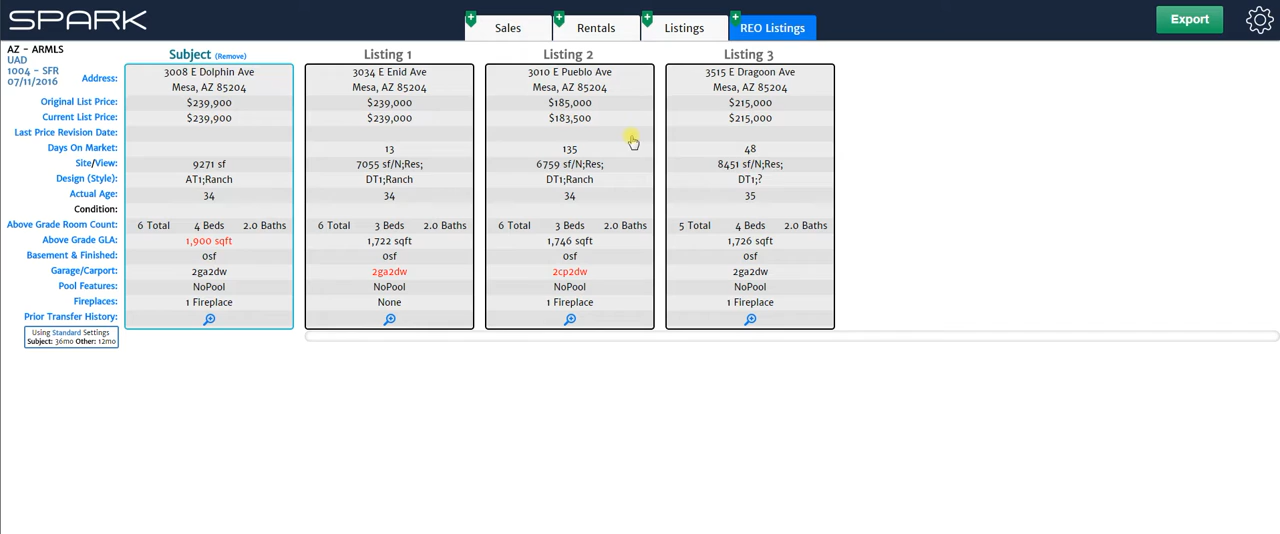 SPARK
Sales Rentals Listings REO Listings Export
AZ - ARMLS
UAD
1004 - SFR
07/11/2016
Subject (Remove) Listing 1 Listing 2 Listing 3
Address: 3008 E Dolphin Ave 3034 E Enid Ave 3010 E Pueblo Ave 3515 E Dragoon Ave
Mesa, AZ 85204 Mesa, AZ 85204 Mesa, AZ 85204 Mesa, AZ 85204
Original List Price: $239,900 $239,000 $185,000 $215,000
Current List Price: $239,900 $239,000 $183,500 $215,000
Last Price Revision Date:
Days On Market: 13 135 48
Site/View: 9271 sf 7055 sf/N;Res; 6759 sf/N;Res; 8451 sf/N;Res;
Design (Style): AT1;Ranch DT1;Ranch DT1;Ranch DT1;?
Actual Age: 34 34 34 35
Condition:
Above Grade Room Count: 6 Total 4 Beds 2.0 Baths 6 Total 3 Beds 2.0 Baths 6 Total 3 Beds 2.0 Baths 5 Total 4 Beds 2.0 Baths
Above Grade GLA: 1,900 sqft 1,722 sqft 1,746 sqft 1,726 sqft
Basement & Finished: 0sf 0sf 0sf 0sf
Garage/Carport: 2ga2dw 2ga2dw 2cp2dw 2ga2dw
Pool Features: NoPool NoPool NoPool NoPool
Fireplaces: 1 Fireplace None 1 Fireplace 1 Fireplace
Prior Transfer History:
Using Standard Settings
Subject: 36mo Other: 12mo